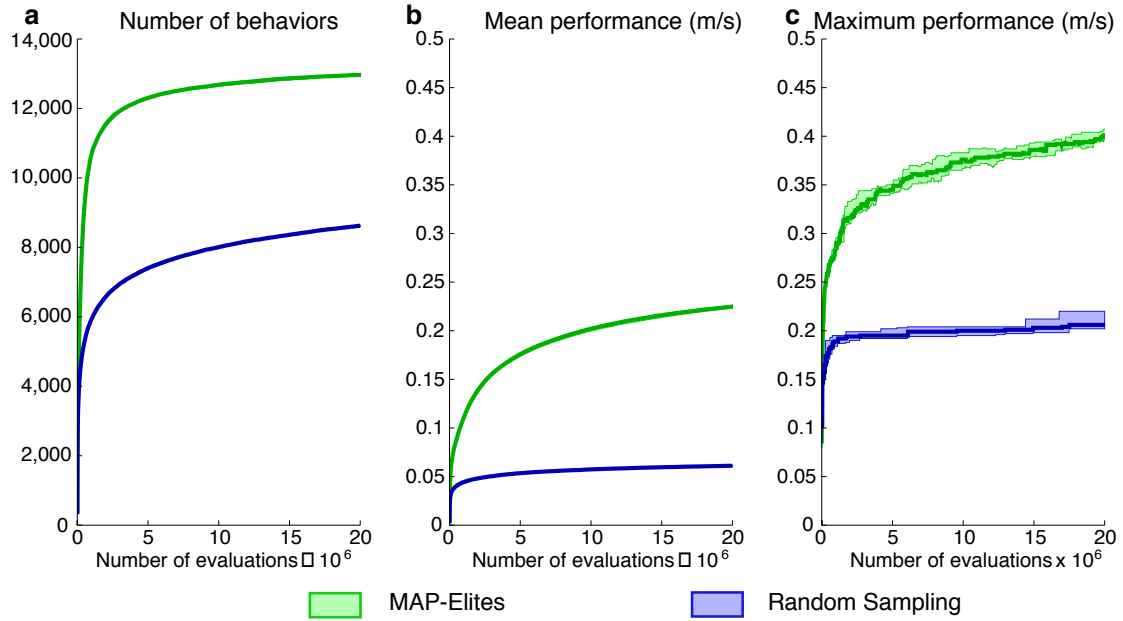 a Number of behaviors
14,000
12,000
10,000
8,000
6,000
4,000
2,000
0
0 5 10 15 20
Number of evaluations □ 10^6
b Mean performance (m/s)
0.5
0.45
0.4
0.35
0.3
0.25
0.2
0.15
0.1
0.05
0
0 5 10 15 20
Number of evaluations □ 10^6
c Maximum performance (m/s)
0.5
0.45
0.4
0.35
0.3
0.25
0.2
0.15
0.1
0.05
0
0 5 10 15 20
Number of evaluations x 10^6
MAP-Elites
Random Sampling